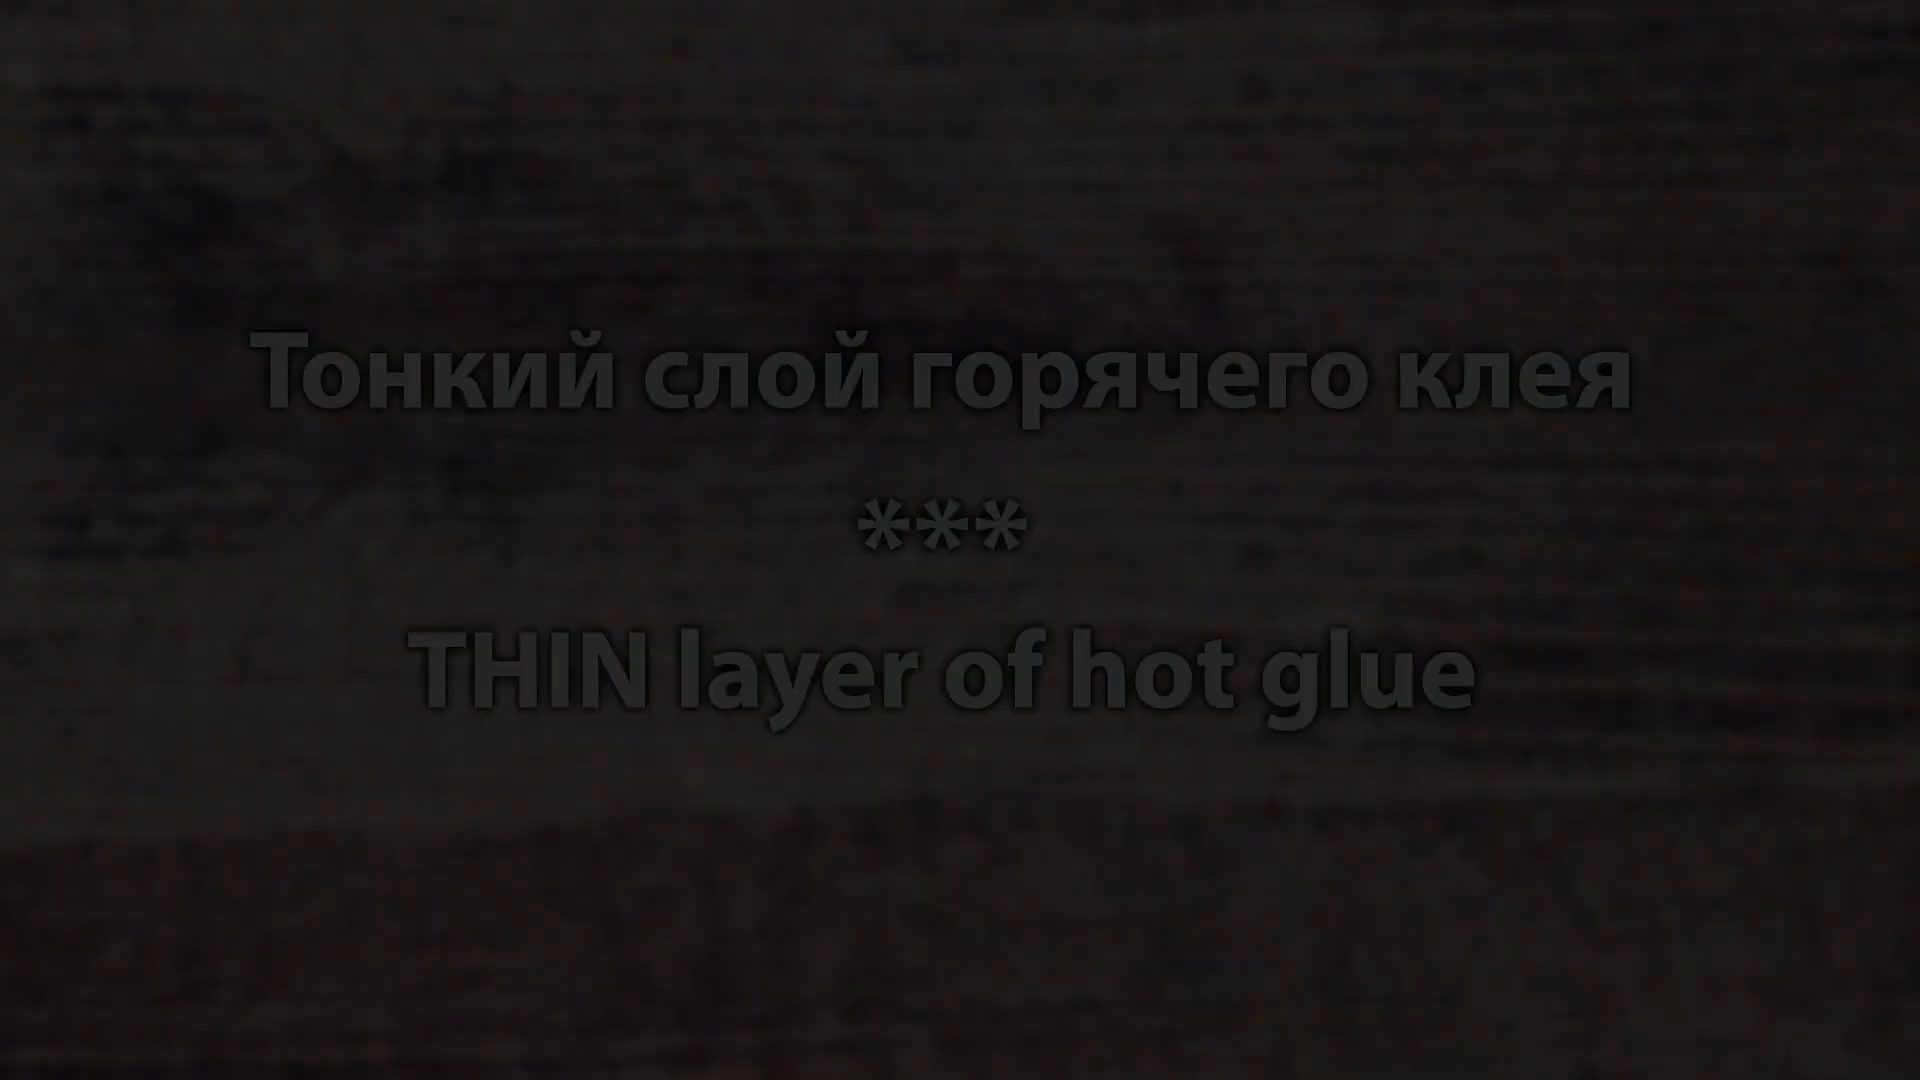 Тонкий слой горячего клея
***
THIN layer of hot glue